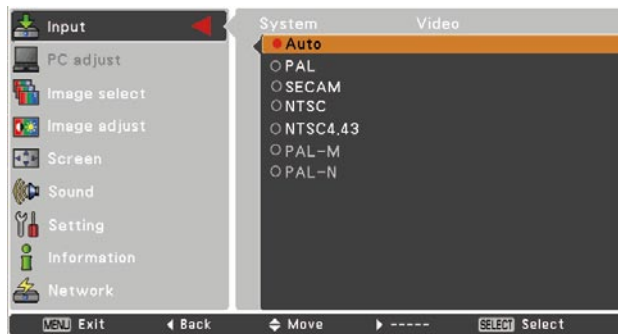 Input
PC adjust
Image select
Image adjust
Screen
Sound
Setting
Information
Network
System Video
Auto
PAL
SECAM
NTSC
NTSC4.43
PAL-M
PAL-N
MENU Exit Back Move ----- SELECT Select